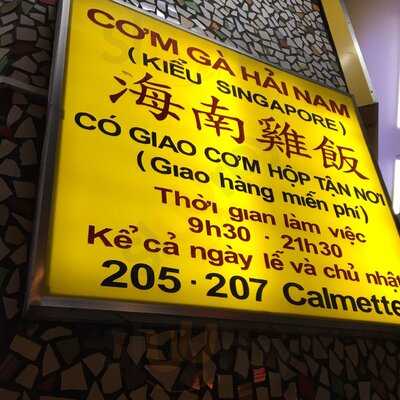 CƠM GÀ HẢI NAM
(KIỂU SINGAPORE)
海南雞飯
CÓ GIAO CƠM HỘP TẬN NƠI
(Giao hàng miễn phí)
Thời gian làm việc
9h30 - 21h30
Kể cả ngày lễ và chủ nhật
205 - 207 Calmette